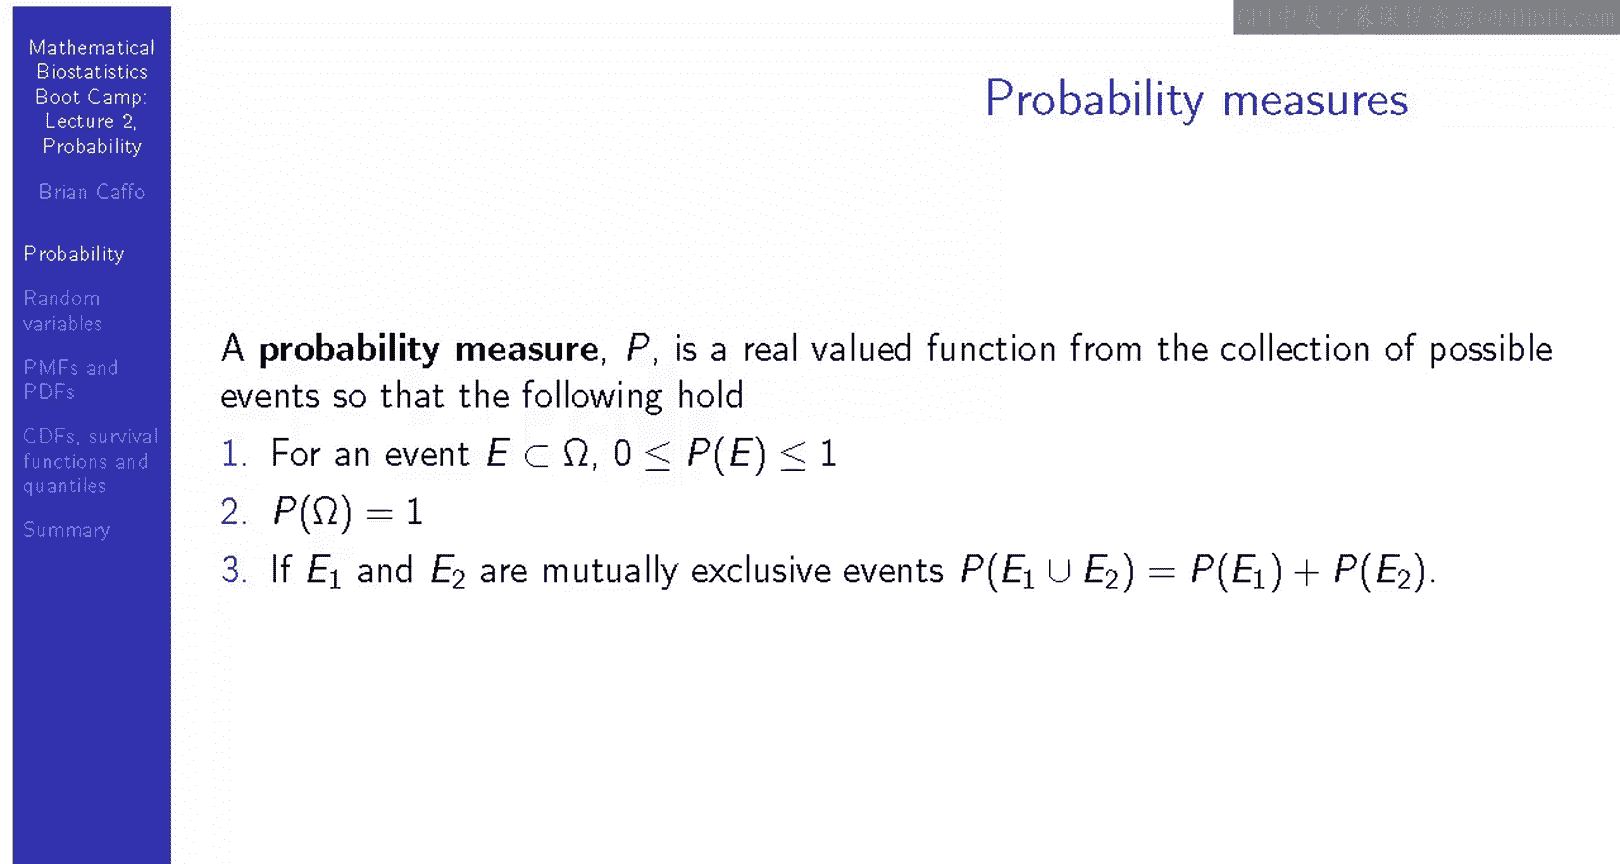 Mathematical
Biostatistics
Boot Camp:
Lecture 2,
Probability
Brian Caffo
Probability
Random
variables
PMFs and
PDFs
CDFs, survival
functions and
quantiles
Summary
Probability measures
A probability measure, P, is a real valued function from the collection of possible
events so that the following hold
1. For an event E ⊂ Ω, 0 ≤ P(E) ≤ 1
2. P(Ω) = 1
3. If E₁ and E₂ are mutually exclusive events P(E₁ ∪ E₂) = P(E₁) + P(E₂).